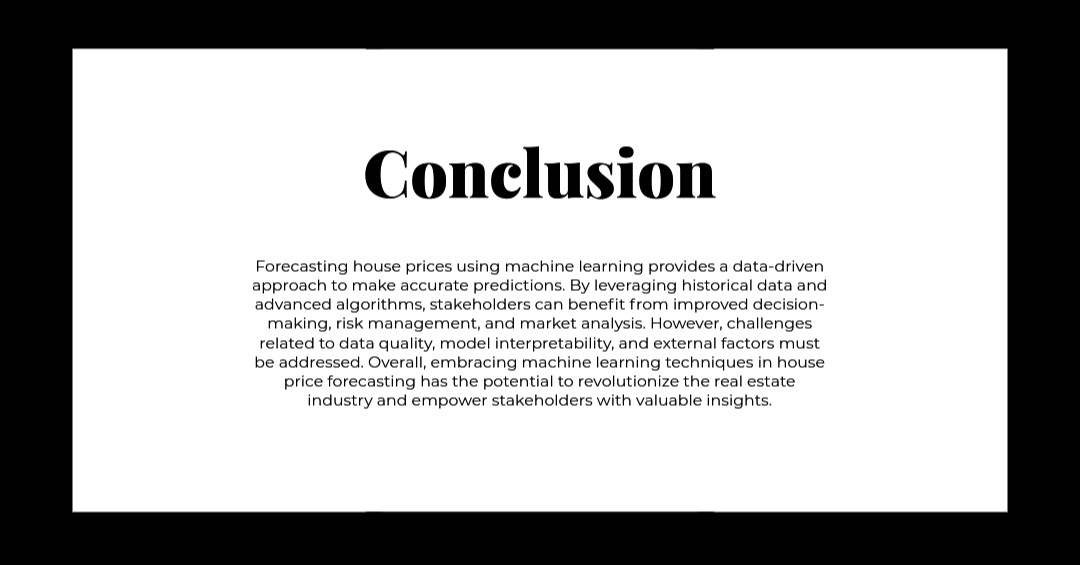 Conclusion
Forecasting house prices using machine learning provides a data-driven
approach to make accurate predictions. By leveraging historical data and
advanced algorithms, stakeholders can benefit from improved decision-
making, risk management, and market analysis. However, challenges
related to data quality, model interpretability, and external factors must
be addressed. Overall, embracing machine learning techniques in house
price forecasting has the potential to revolutionize the real estate
industry and empower stakeholders with valuable insights.